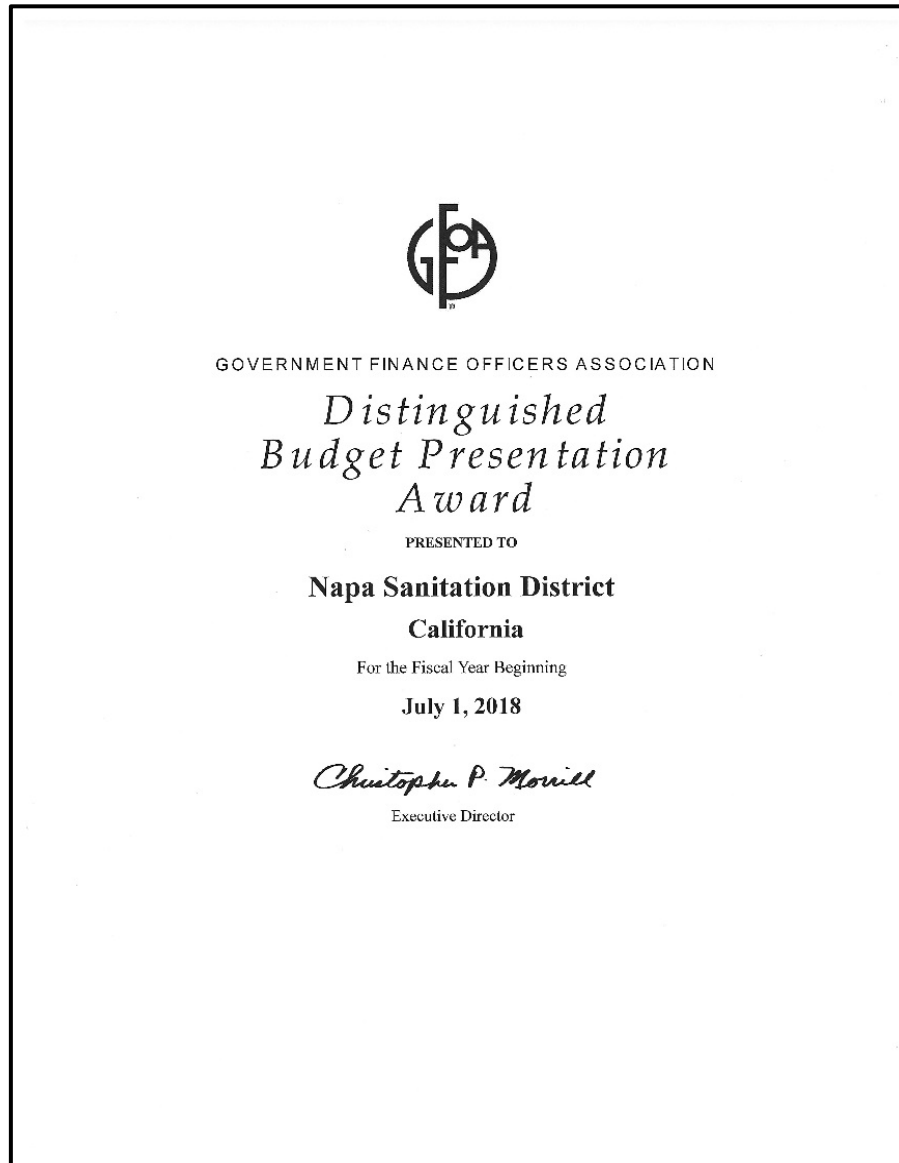 GFOA
GOVERNMENT FINANCE OFFICERS ASSOCIATION
Distinguished
Budget Presentation
Award
PRESENTED TO
Napa Sanitation District
California
For the Fiscal Year Beginning
July 1, 2018
Christopher P. Morrill
Executive Director